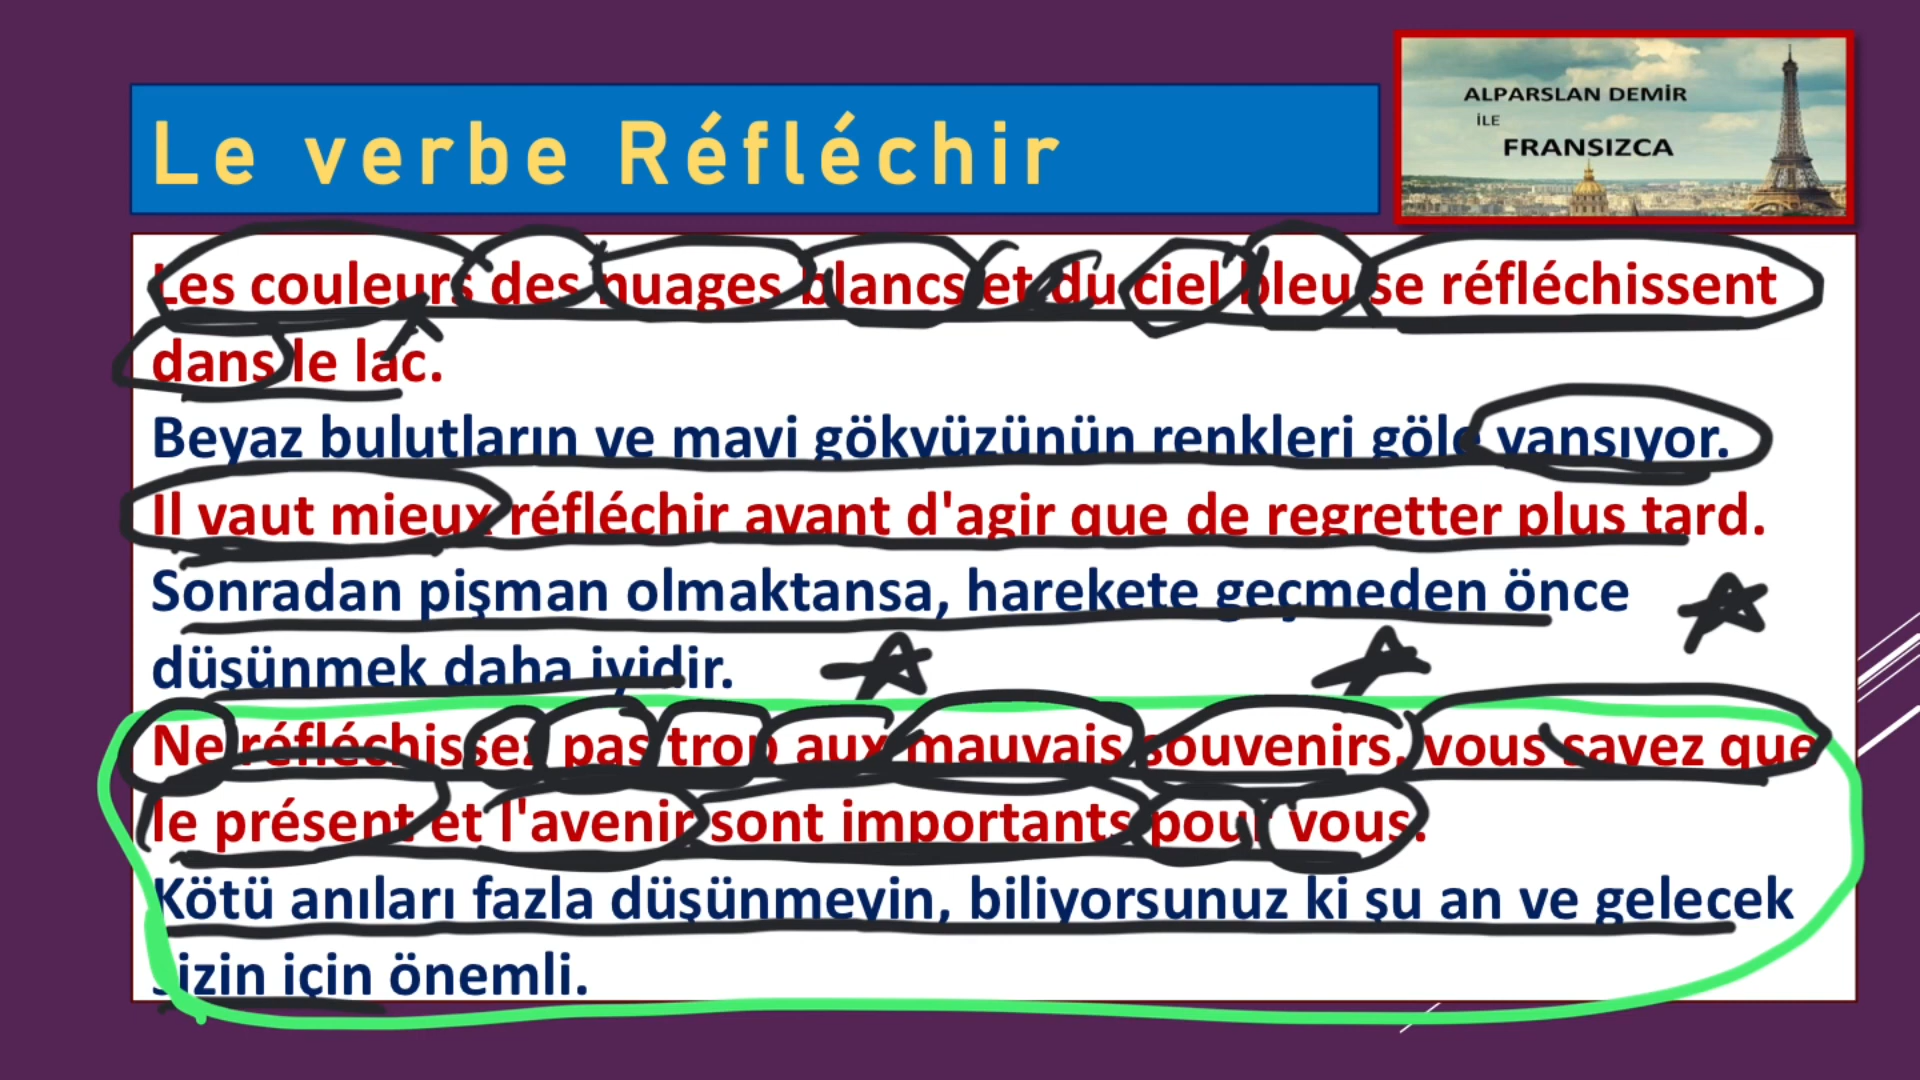 ALPARSLAN DEMİR
İLE
FRANSIZCA
Le verbe Réfléchir
Les couleurs des nuages blancs et du ciel bleu se réfléchissent
dans le lac.
Beyaz bulutların ve mavi gökyüzünün renkleri göle yansıyor.
Il vaut mieux réfléchir avant d'agir que de regretter plus tard.
Sonradan pişman olmaktansa, harekete geçmeden önce
düşünmek daha iyidir.
Ne réfléchissez pas trop aux mauvais souvenirs, vous savez que
le présent et l'avenir sont importants pour vous.
Kötü anıları fazla düşünmeyin, biliyorsunuz ki şu an ve gelecek
sizin için önemli.